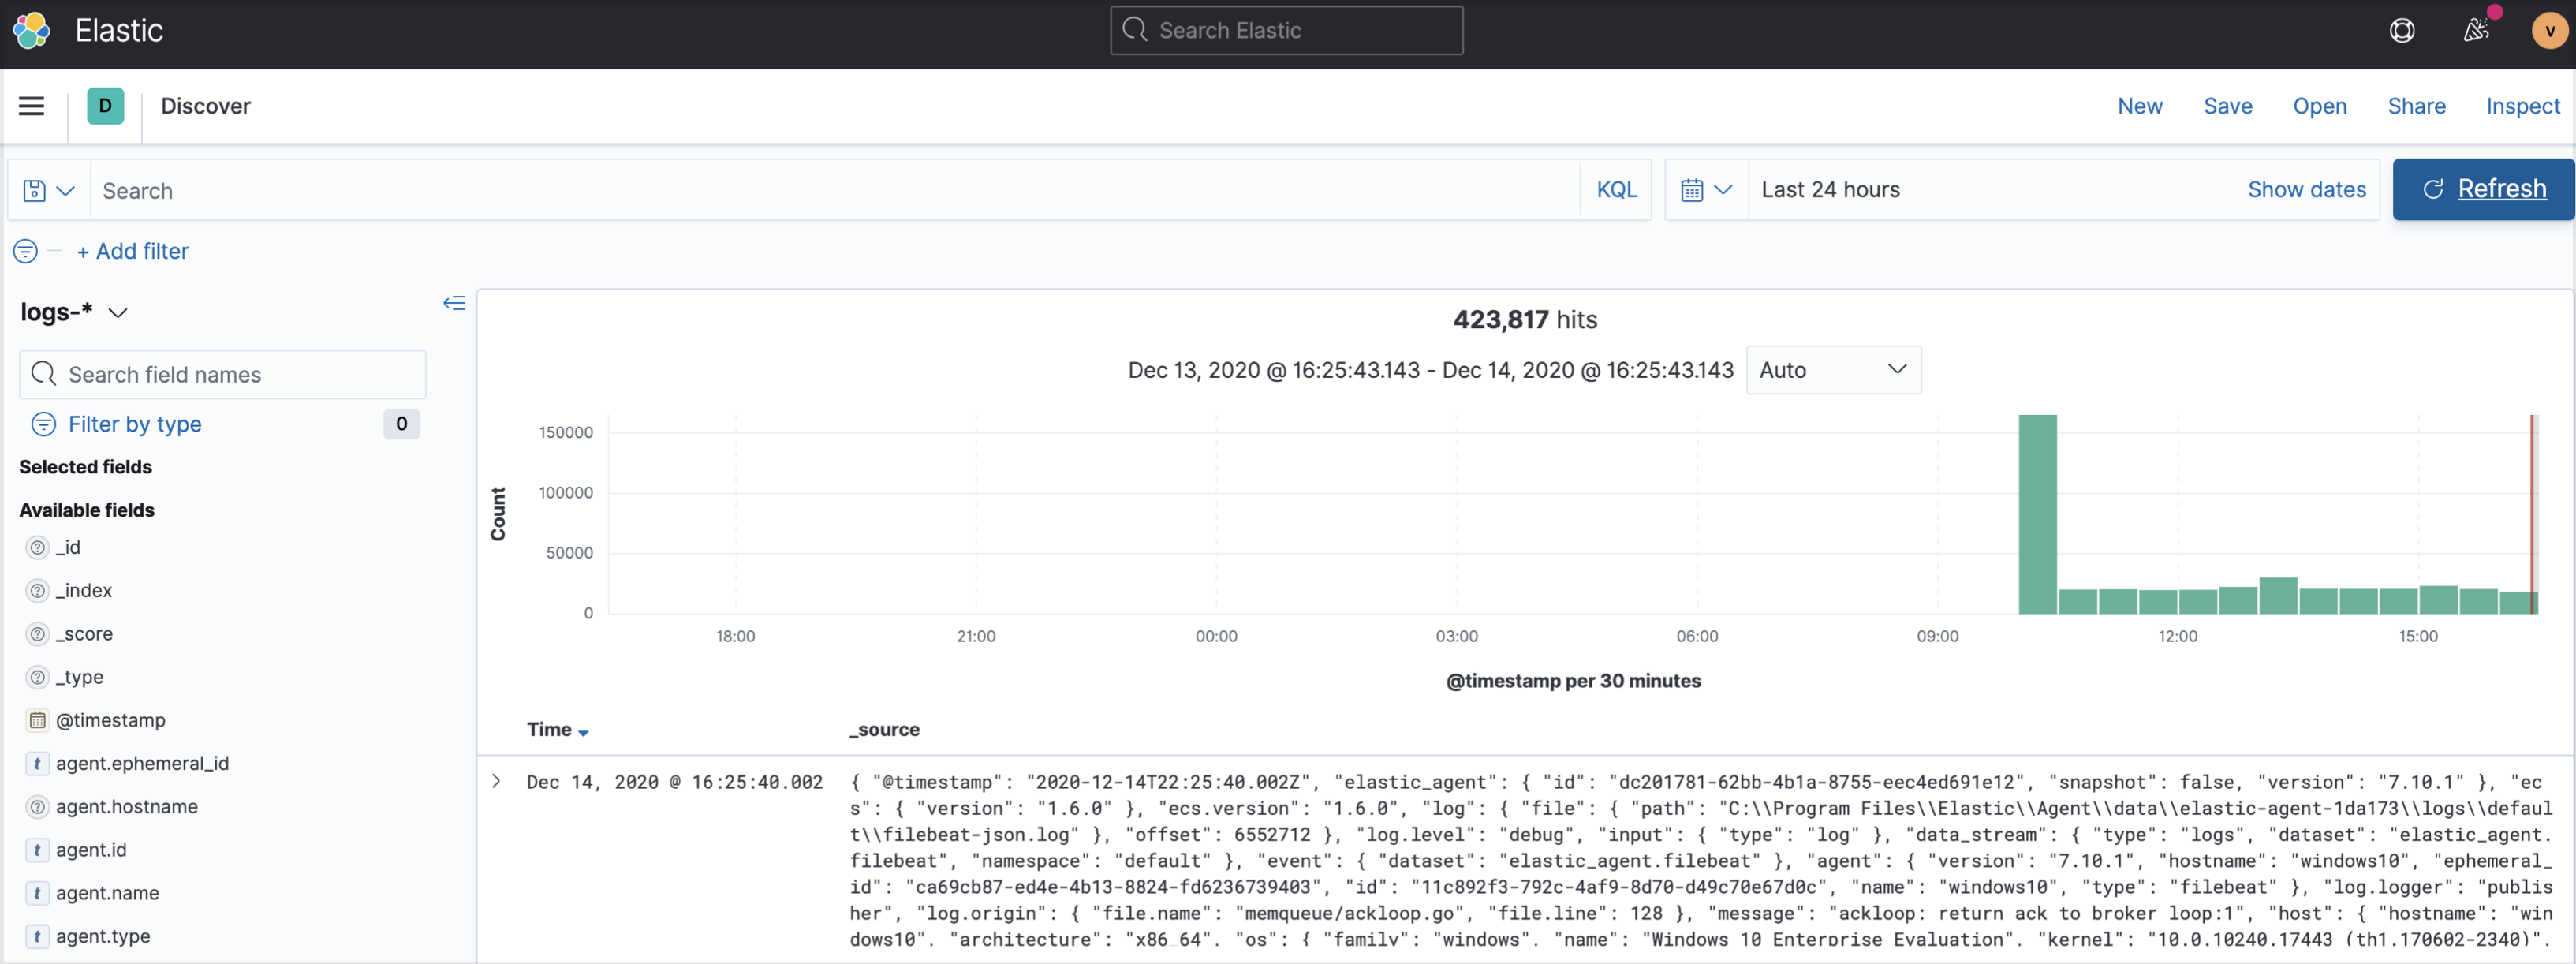 Elastic
Search Elastic
v
D
Discover
New
Save
Open
Share
Inspect
Search
KQL
Last 24 hours
Show dates
Refresh
+ Add filter
logs-*
Search field names
Filter by type
0
Selected fields
Available fields
? _id
? _index
? _score
? _type
@timestamp
t agent.ephemeral_id
? agent.hostname
t agent.id
t agent.name
t agent.type
423,817 hits
Dec 13, 2020 @ 16:25:43.143 - Dec 14, 2020 @ 16:25:43.143
Auto
Count
150000
100000
50000
0
18:00
21:00
00:00
03:00
06:00
09:00
12:00
15:00
@timestamp per 30 minutes
Time
_source
Dec 14, 2020 @ 16:25:40.002
{ "@timestamp": "2020-12-14T22:25:40.002Z", "elastic_agent": { "id": "dc201781-62bb-4b1a-8755-eec4ed691e12", "snapshot": false, "version": "7.10.1" }, "ec
s": { "version": "1.6.0" }, "ecs.version": "1.6.0", "log": { "file": { "path": "C:\\Program Files\\Elastic\\Agent\\data\\elastic-agent-1da173\\logs\\defaul
t\\filebeat-json.log" }, "offset": 6552712 }, "log.level": "debug", "input": { "type": "log" }, "data_stream": { "type": "logs", "dataset": "elastic_agent.
filebeat", "namespace": "default" }, "event": { "dataset": "elastic_agent.filebeat" }, "agent": { "version": "7.10.1", "hostname": "windows10", "ephemeral_
id": "ca69cb87-ed4e-4b13-8824-fd6236739403", "id": "11c892f3-792c-4af9-8d70-d49c70e67d0c", "name": "windows10", "type": "filebeat" }, "log.logger": "publis
her", "log.origin": { "file.name": "memqueue/ackloop.go", "file.line": 128 }, "message": "ackloop: return ack to broker loop:1", "host": { "hostname": "win
dows10", "architecture": "x86_64", "os": { "family": "windows", "name": "Windows 10 Enterprise Evaluation", "kernel": "10.0.10240.17443 (th1.170602-2340)",